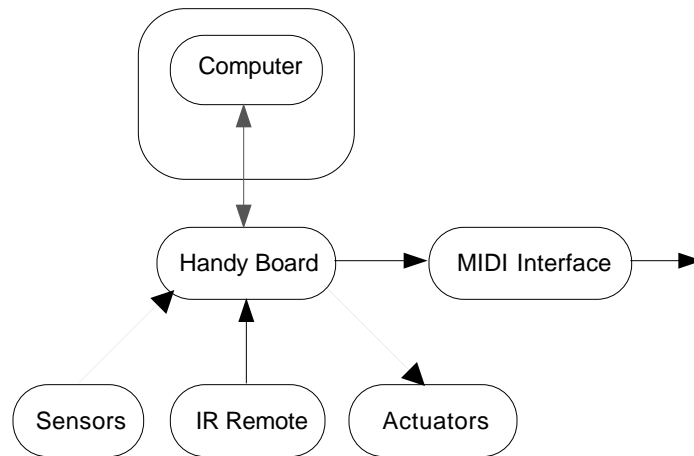 Computer
Handy Board
MIDI Interface
Sensors
IR Remote
Actuators